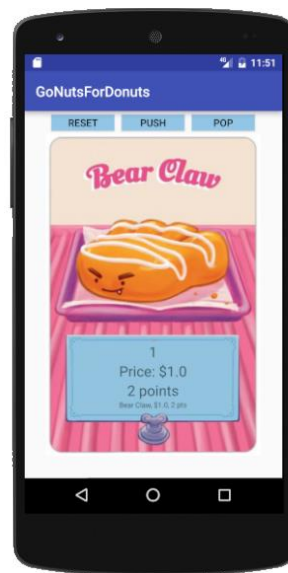 4G 11:51
GoNutsForDonuts
RESET PUSH POP
Bear Claw
1
Price: $1.0
2 points
Bear Claw, $1.0, 2 pts